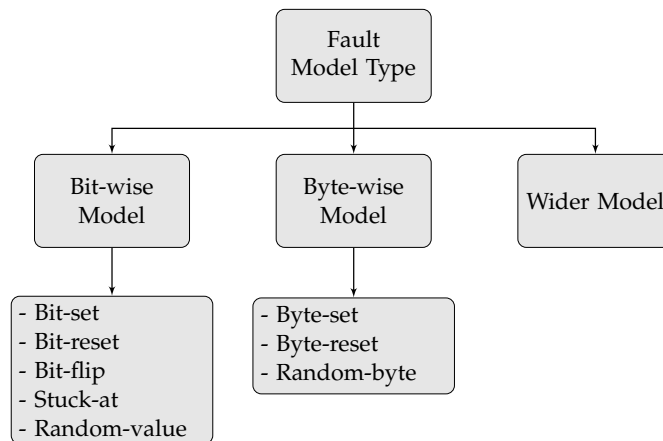 Fault
Model Type
Bit-wise
Model
Byte-wise
Model
Wider Model
- Bit-set
- Bit-reset
- Bit-flip
- Stuck-at
- Random-value
- Byte-set
- Byte-reset
- Random-byte